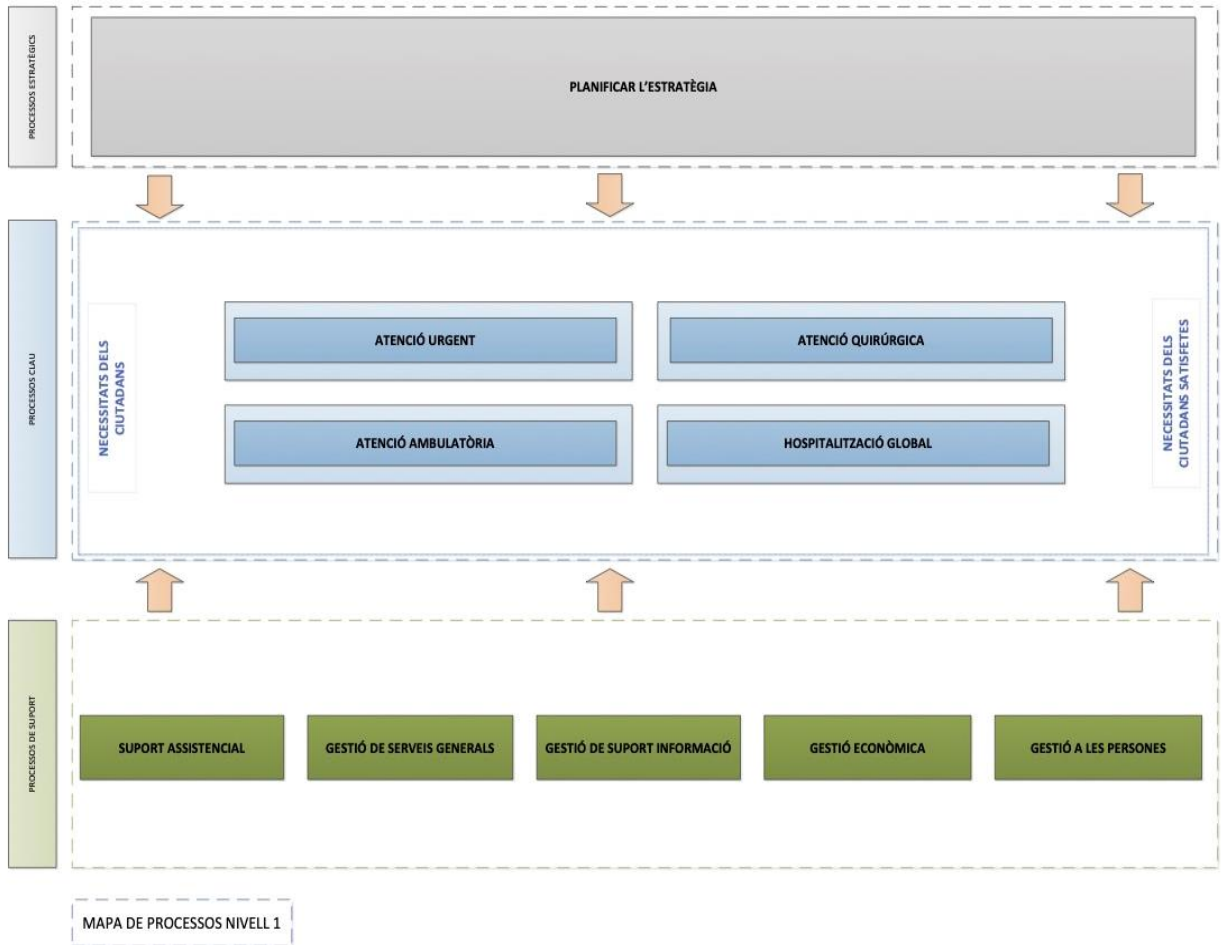 PROCESSOS ESTRATÈGICS
PLANIFICAR L'ESTRATÈGIA
PROCESSOS CLAU
NECESSITATS DELS
CIUTADANS
ATENCIÓ URGENT
ATENCIÓ QUIRÚRGICA
ATENCIÓ AMBULATÒRIA
HOSPITALITZACIÓ GLOBAL
NECESSITATS DELS
CIUTADANS SATISFETES
PROCESSOS DE SUPORT
SUPORT ASSISTENCIAL
GESTIÓ DE SERVEIS GENERALS
GESTIÓ DE SUPORT INFORMACIÓ
GESTIÓ ECONÒMICA
GESTIÓ A LES PERSONES
MAPA DE PROCESSOS NIVELL 1